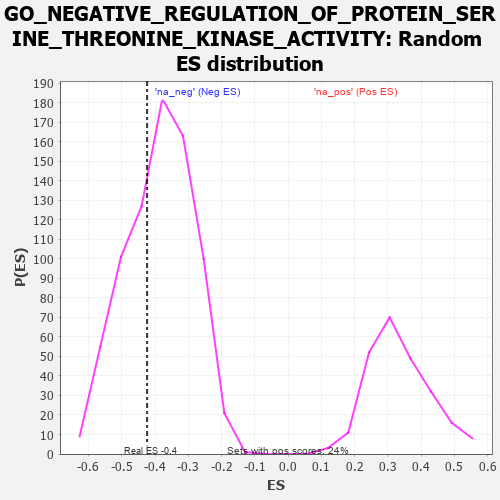 GO_NEGATIVE_REGULATION_OF_PROTEIN_SER
INE_THREONINE_KINASE_ACTIVITY: Random
ES distribution
'na_neg' (Neg ES)
'na_pos' (Pos ES)
190
180
170
160
150
140
130
120
110
100
90
80
70
60
50
40
30
20
10
0
P(ES)
Real ES -0.4
Sets with pos scores: 24%
-0.6 -0.5 -0.4 -0.3 -0.2 -0.1 0.0 0.1 0.2 0.3 0.4 0.5 0.6
ES